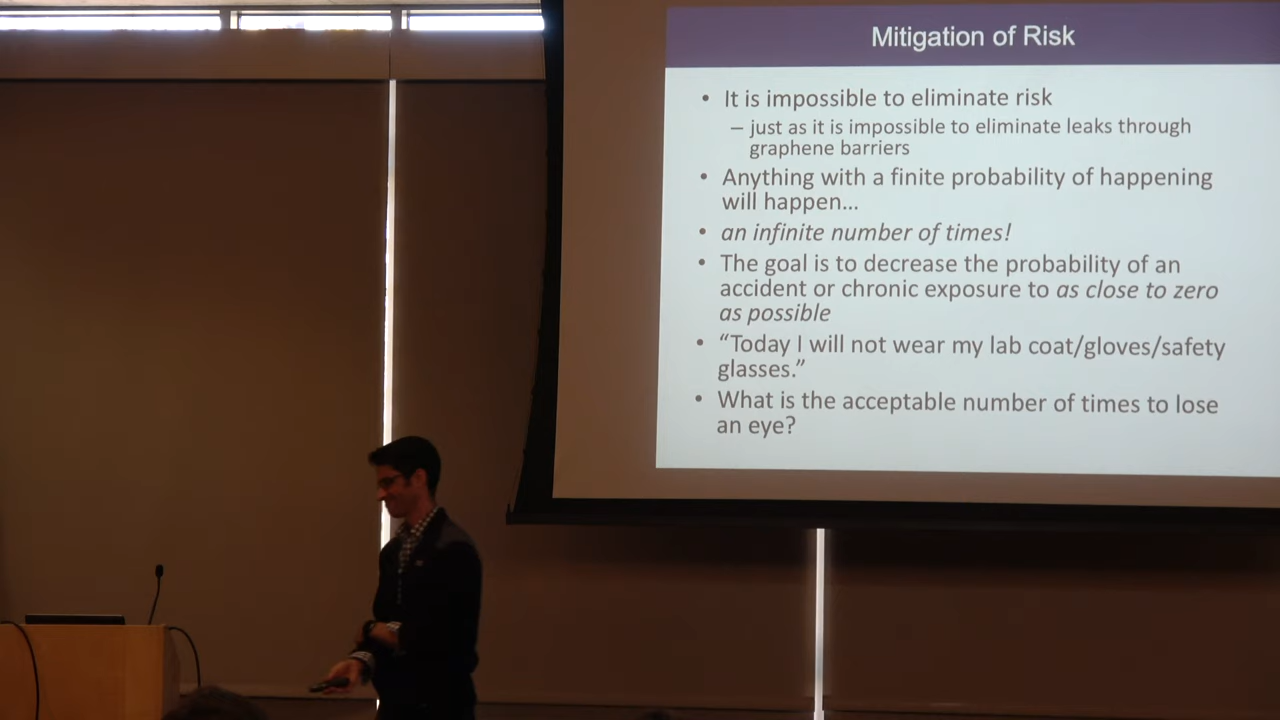 Mitigation of Risk
• It is impossible to eliminate risk
– just as it is impossible to eliminate leaks through
graphene barriers
• Anything with a finite probability of happening
will happen...
• an infinite number of times!
• The goal is to decrease the probability of an
accident or chronic exposure to as close to zero
as possible
• “Today I will not wear my lab coat/gloves/safety
glasses.”
• What is the acceptable number of times to lose
an eye?